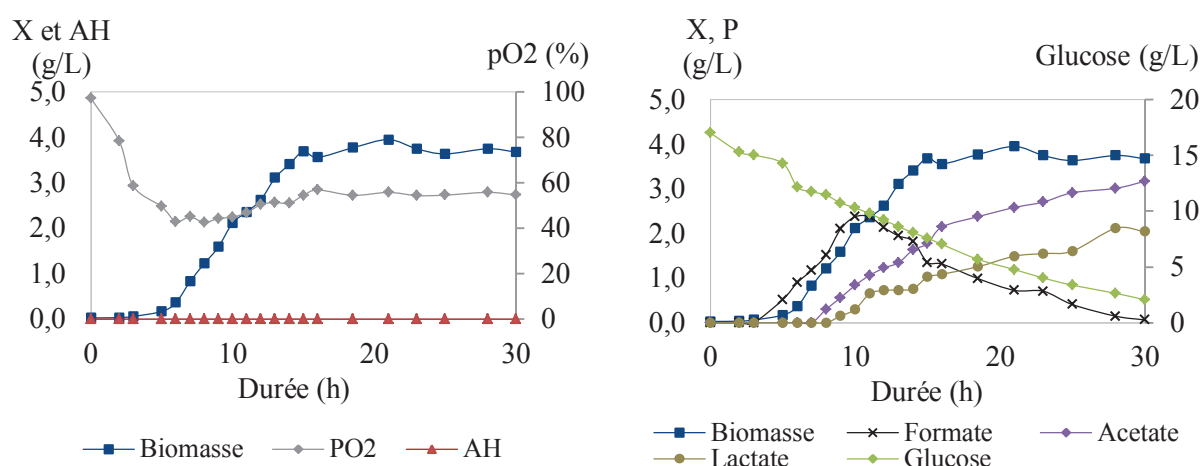 X et AH
(g/L)
pO2 (%)
5,0
4,0
3,0
2,0
1,0
0,0
100
80
60
40
20
0
0
10
20
30
Durée (h)
Biomasse
PO2
AH
X, P
(g/L)
Glucose (g/L)
5,0
4,0
3,0
2,0
1,0
0,0
20
15
10
5
0
0
10
20
30
Durée (h)
Biomasse
Formate
Acetate
Lactate
Glucose